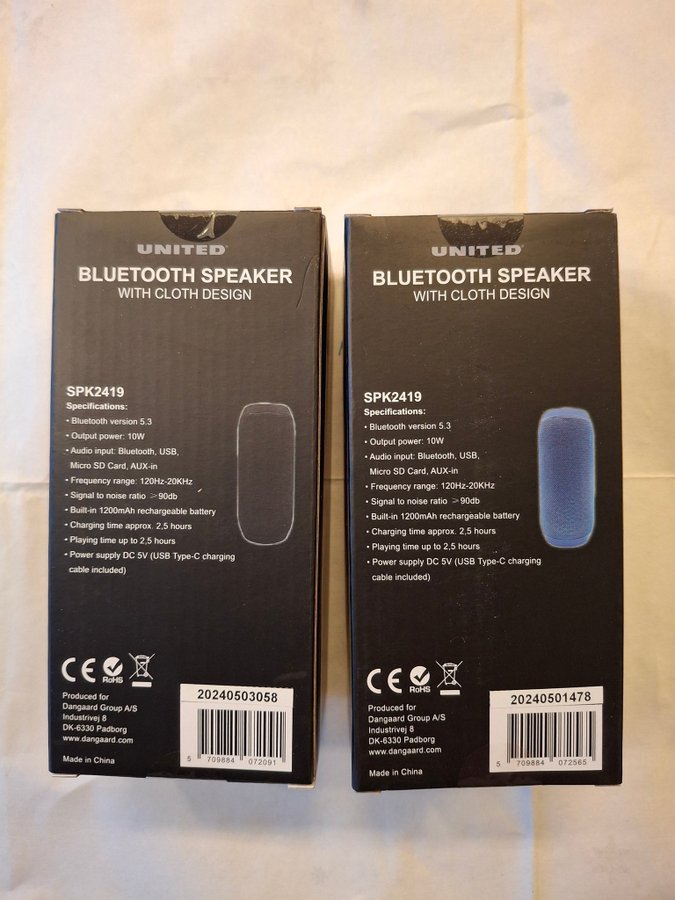 UNITED
BLUETOOTH SPEAKER
WITH CLOTH DESIGN
SPK2419
Specifications:
• Bluetooth version 5.3
• Output power: 10W
• Audio input: Bluetooth, USB,
Micro SD Card, AUX-in
• Frequency range: 120Hz-20KHz
• Signal to noise ratio ≥90db
• Built-in 1200mAh rechargeable battery
• Charging time approx. 2,5 hours
• Playing time up to 2,5 hours
• Power supply DC 5V (USB Type-C charging
cable included)
CE RoHS
Produced for
Dangaard Group A/S
Industrivej 8
DK-6330 Padborg
www.dangaard.com
Made in China
20240503058
5 709884 072091
UNITED
BLUETOOTH SPEAKER
WITH CLOTH DESIGN
SPK2419
Specifications:
• Bluetooth version 5.3
• Output power: 10W
• Audio input: Bluetooth, USB,
Micro SD Card, AUX-in
• Frequency range: 120Hz-20KHz
• Signal to noise ratio ≥90db
• Built-in 1200mAh rechargeable battery
• Charging time approx. 2,5 hours
• Playing time up to 2,5 hours
• Power supply DC 5V (USB Type-C charging
cable included)
CE RoHS
Produced for
Dangaard Group A/S
Industrivej 8
DK-6330 Padborg
www.dangaard.com
Made in China
20240501478
5 709884 072565